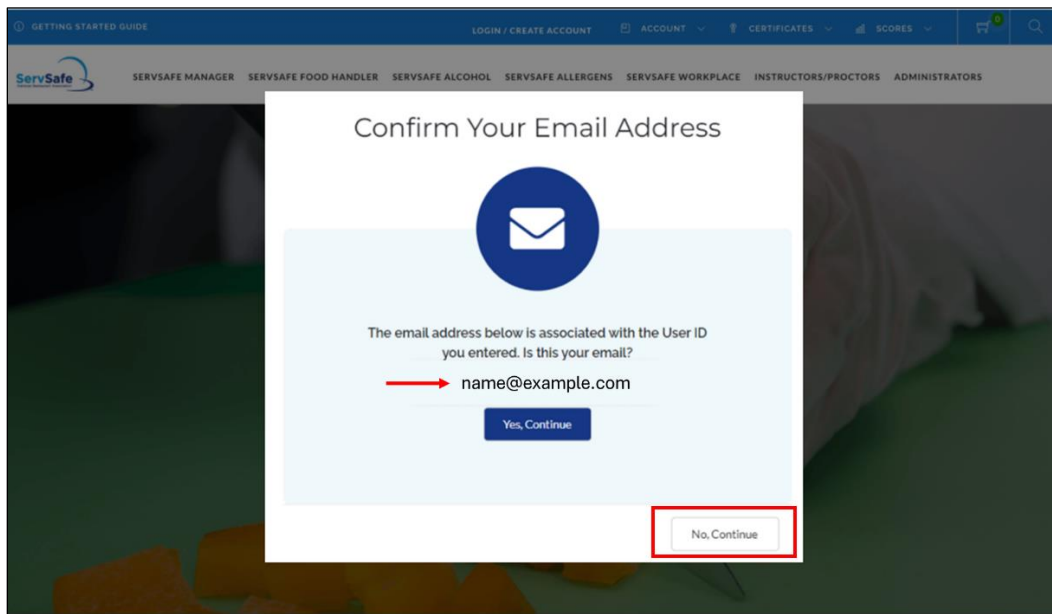 GETTING STARTED GUIDE
LOGIN / CREATE ACCOUNT
ACCOUNT
CERTIFICATES
SCORES
0
ServSafe
SERVSAFE MANAGER SERVSAFE FOOD HANDLER SERVSAFE ALCOHOL SERVSAFE ALLERGENS SERVSAFE WORKPLACE INSTRUCTORS/PROCTORS ADMINISTRATORS
Confirm Your Email Address
The email address below is associated with the User ID
you entered. Is this your email?
name@example.com
Yes, Continue
No, Continue